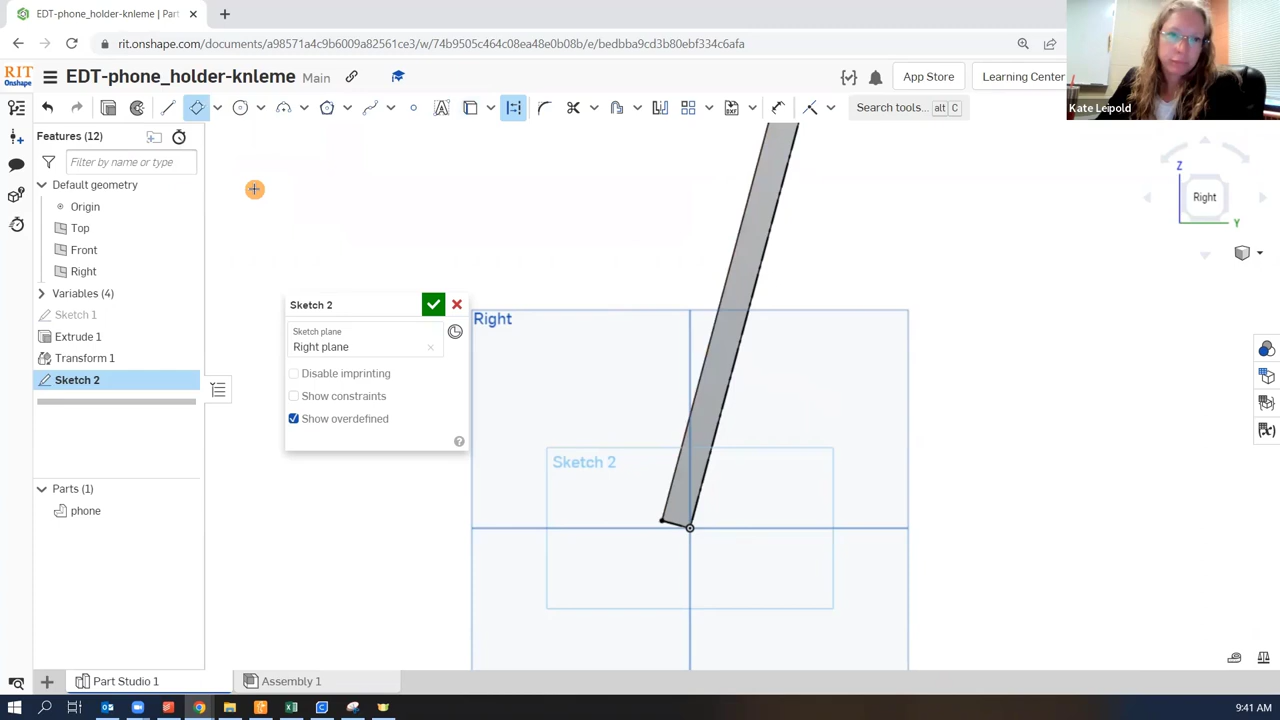 EDT-phone_holder-knleme | Part
rit.onshape.com/documents/a98571a4c9b6009a82561ce3/w/74b9505c464c08ea48e0b08b/e/bedbba9cd3b80ebf334c6afa
RIT
Onshape
EDT-phone_holder-knleme Main
App Store
Learning Center
Kate Leipold
Search tools... alt C
Features (12)
Filter by name or type
Default geometry
Origin
Top
Front
Right
Variables (4)
Sketch 1
Extrude 1
Transform 1
Sketch 2
Parts (1)
phone
Sketch 2
Sketch plane
Right plane
Disable imprinting
Show constraints
Show overdefined
Right
Sketch 2
Z
Right
Y
Part Studio 1
Assembly 1
9:41 AM